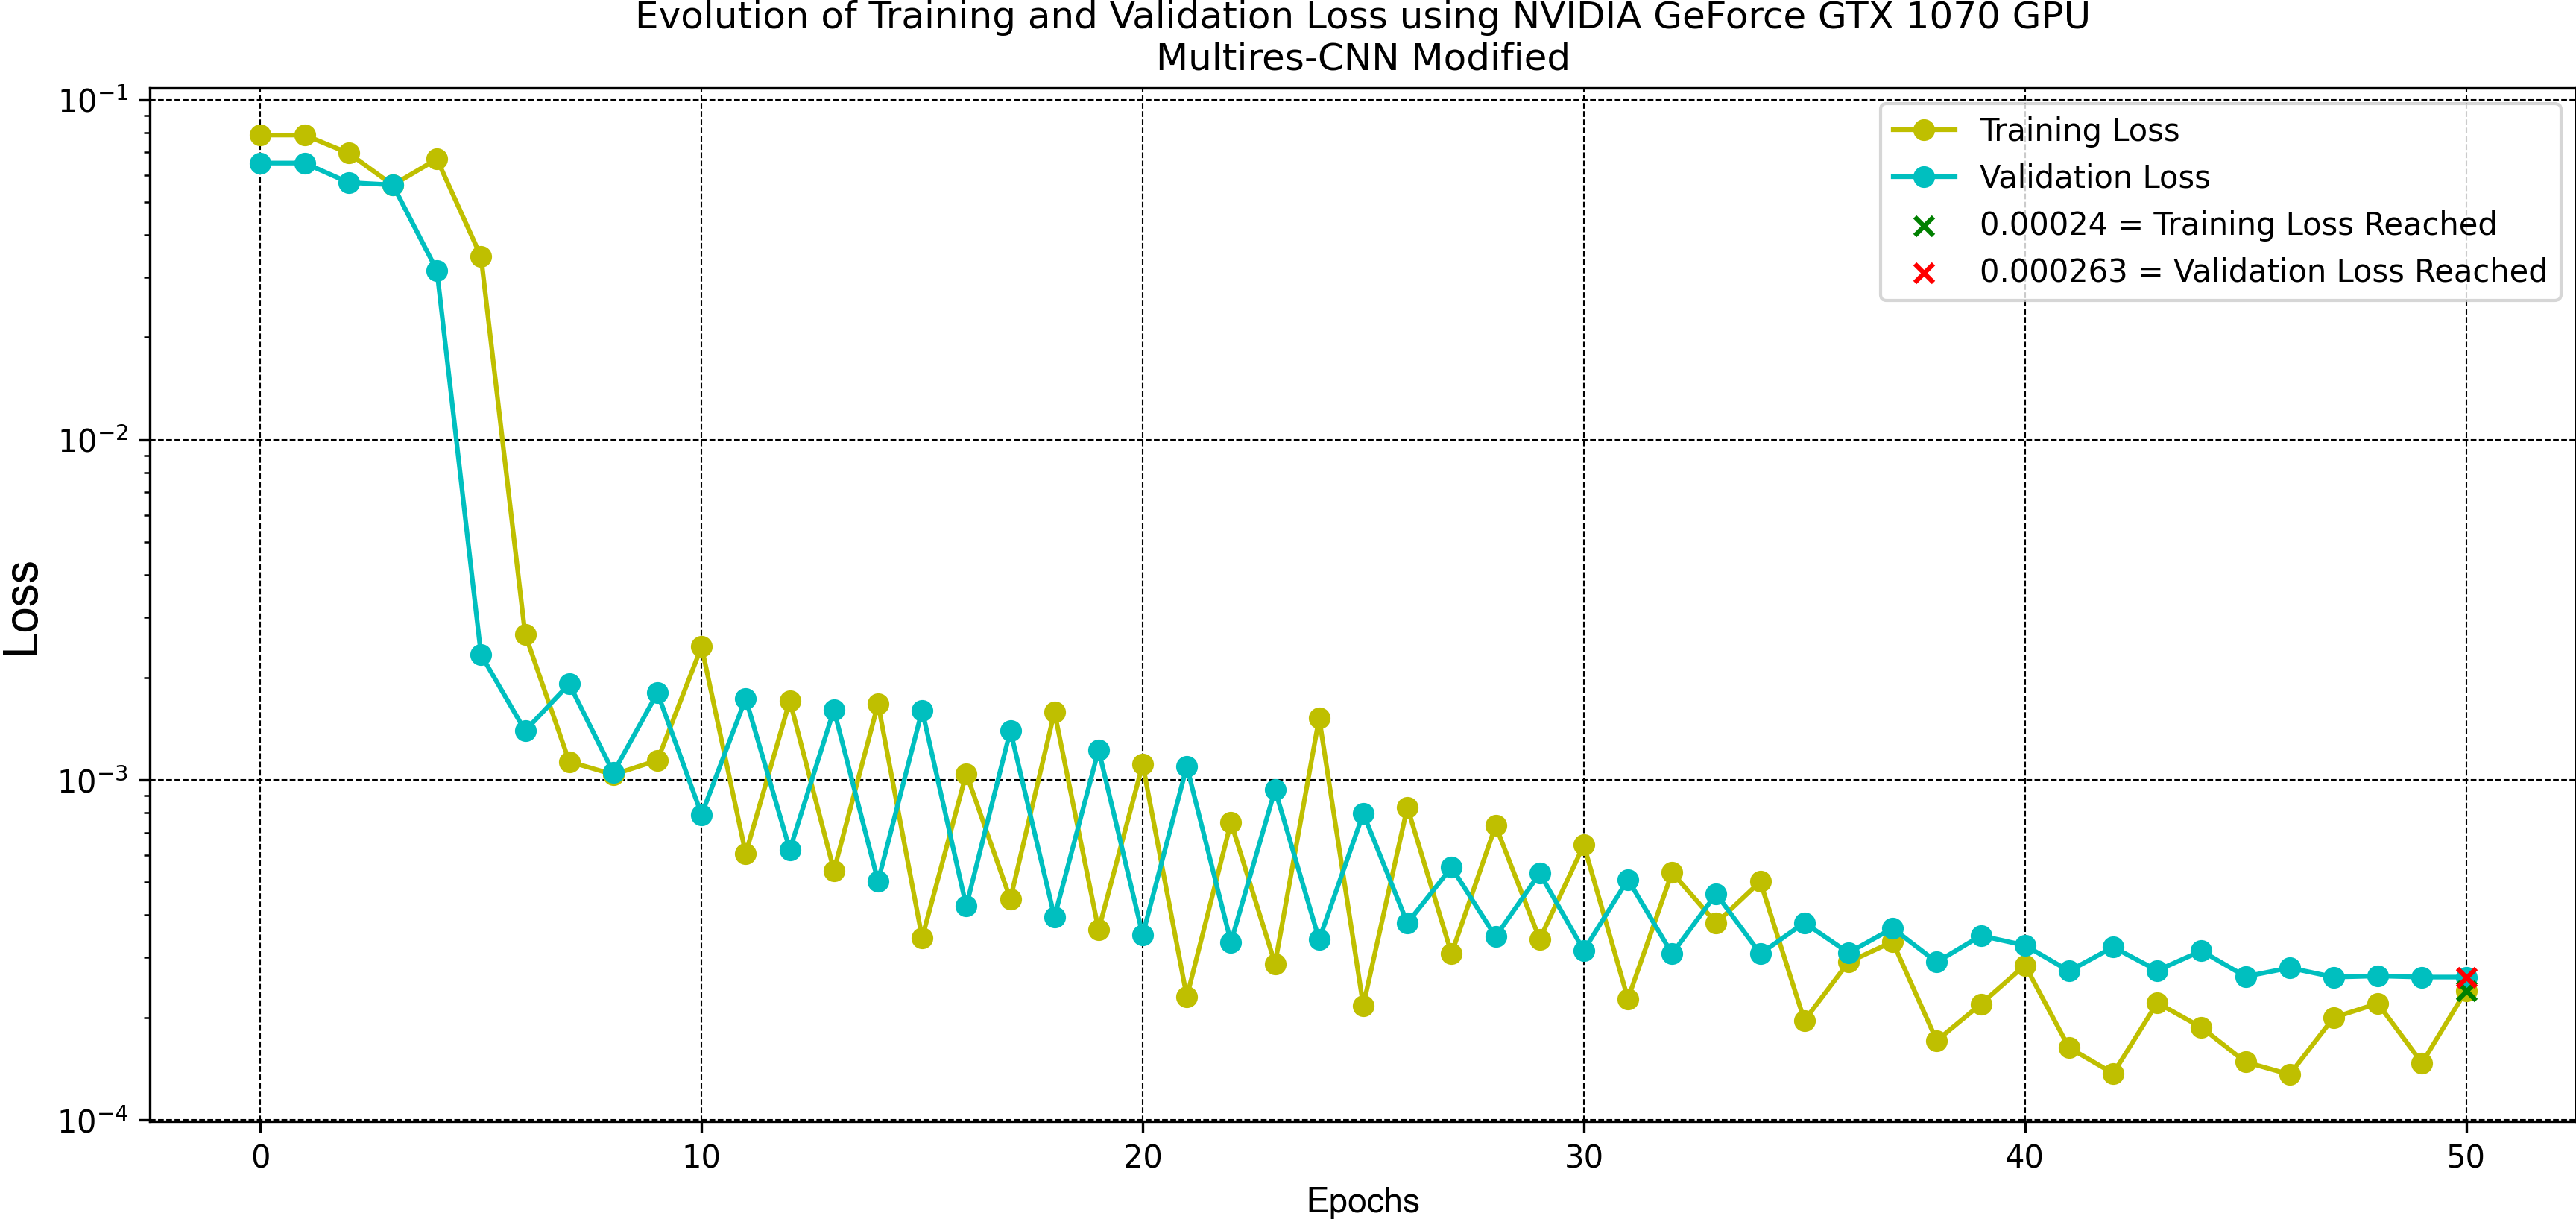 Evolution of Training and Validation Loss using NVIDIA GeForce GTX 1070 GPU
Multires-CNN Modified
Training Loss
Validation Loss
0.00024 = Training Loss Reached
0.000263 = Validation Loss Reached
Loss
10⁻¹
10⁻²
10⁻³
10⁻⁴
0 10 20 30 40 50
Epochs